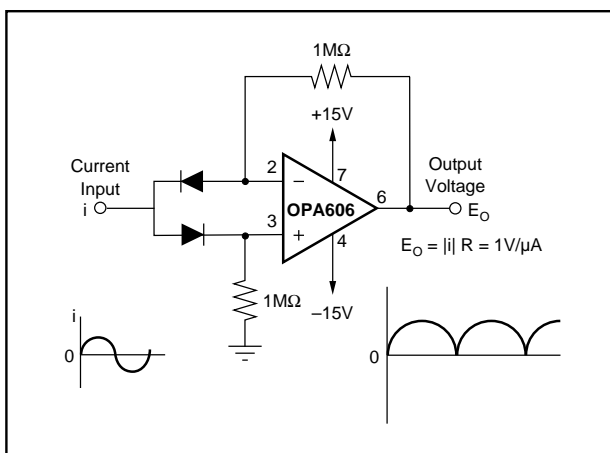 1MΩ
+15V
Current
Input
i
2
–
7
6
OPA606
3
+
4
Output
Voltage
E_O
E_O = |i| R = 1V/µA
1MΩ
–15V
i
0
0